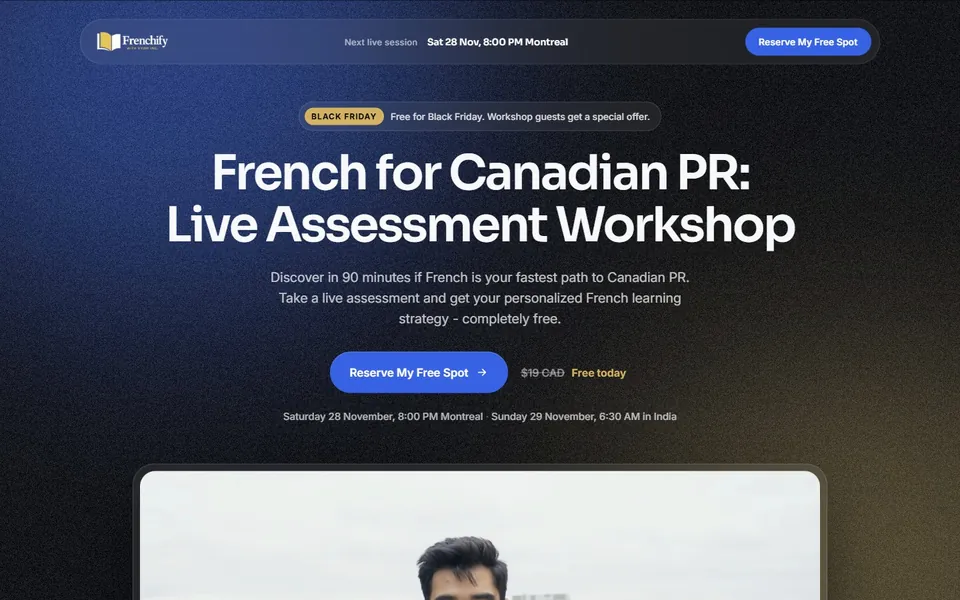 Frenchify
Next live session Sat 28 Nov, 8:00 PM Montreal
Reserve My Free Spot
BLACK FRIDAY Free for Black Friday. Workshop guests get a special offer.
French for Canadian PR:
Live Assessment Workshop
Discover in 90 minutes if French is your fastest path to Canadian PR.
Take a live assessment and get your personalized French learning
strategy - completely free.
Reserve My Free Spot → $19 CAD Free today
Saturday 28 November, 8:00 PM Montreal · Sunday 29 November, 6:30 AM in India